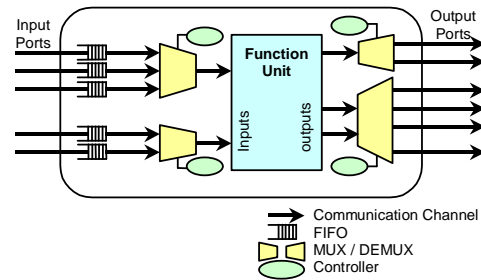 Input
Ports
Output
Ports
Function
Unit
Inputs
outputs
Communication Channel
FIFO
MUX / DEMUX
Controller